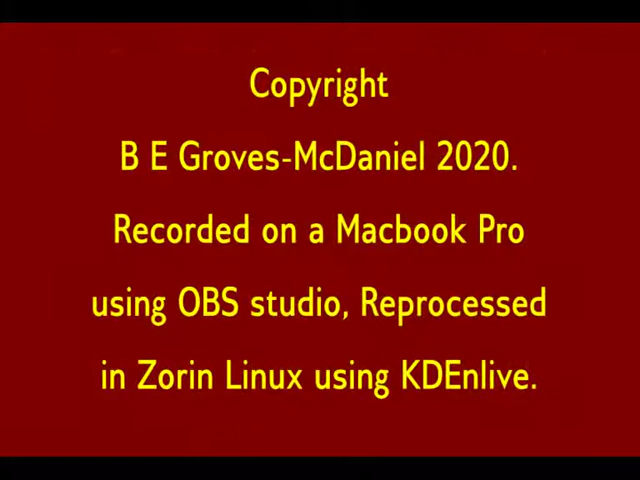 Copyright
B E Groves-McDaniel 2020.
Recorded on a Macbook Pro
using OBS studio, Reprocessed
in Zorin Linux using KDEnlive.